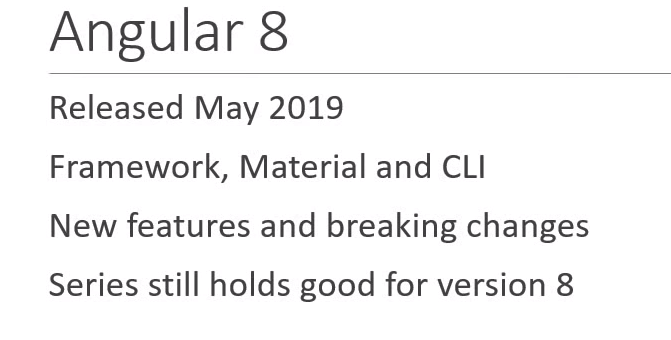 Angular 8
Released May 2019
Framework, Material and CLI
New features and breaking changes
Series still holds good for version 8